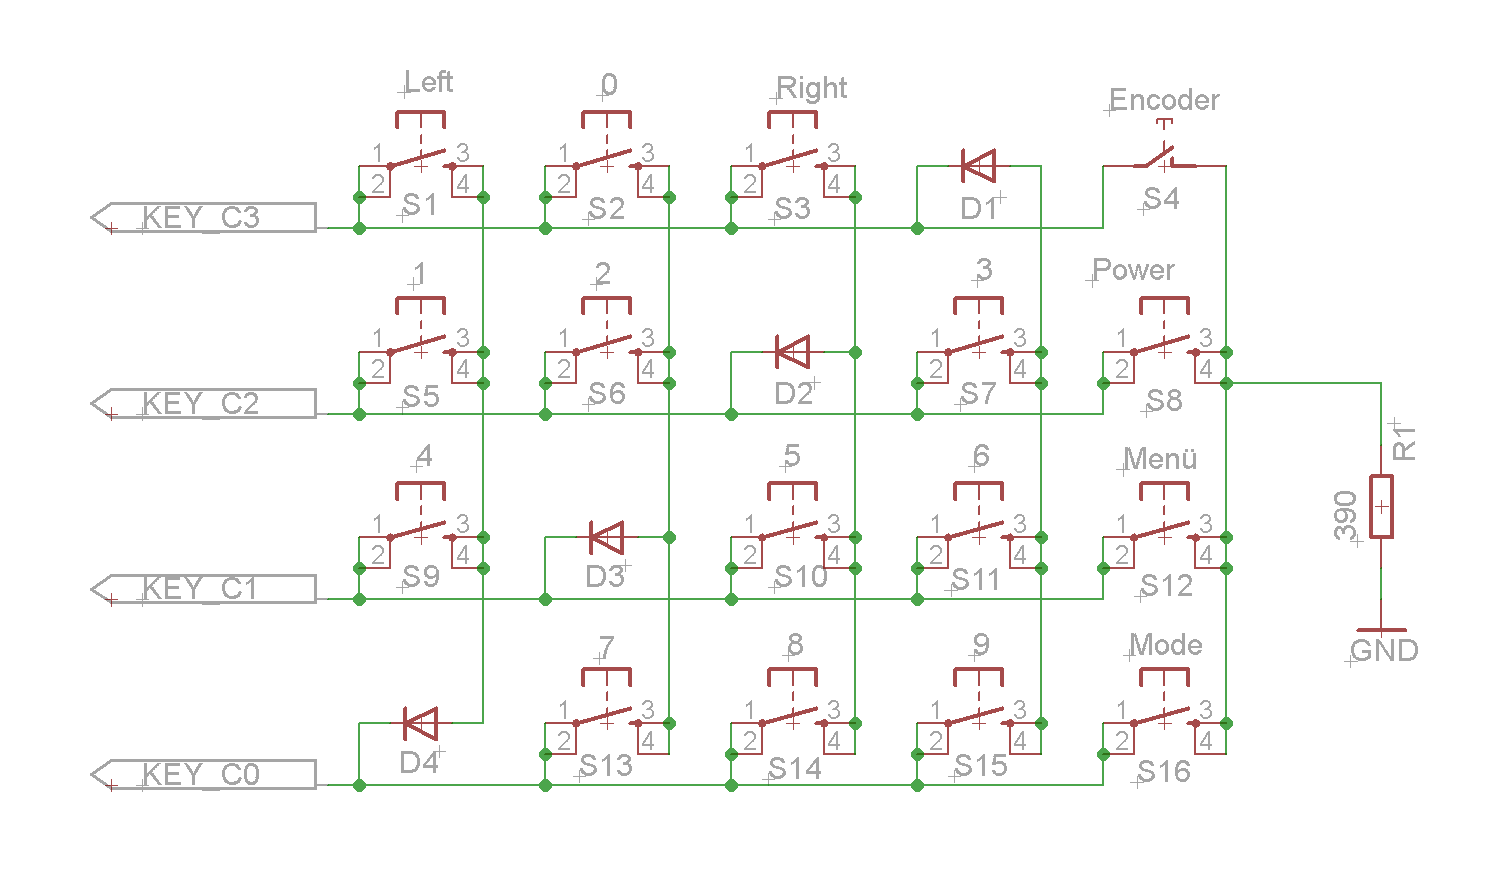 Left 0 Right Encoder
1 3 1 3 1 3
2 4 2 4 2 4
S1 S2 S3 D1 S4
KEY_C3
1 2 3 Power
1 3 1 3 1 3 1 3
2 4 2 4 2 4 2 4
S5 S6 D2 S7 S8
KEY_C2
R1
4 5 6 Menü
390
1 3 1 3 1 3 1 3
2 4 2 4 2 4 2 4
S9 D3 S10 S11 S12
KEY_C1
7 8 9 Mode
GND
1 3 1 3 1 3 1 3
2 4 2 4 2 4 2 4
D4 S13 S14 S15 S16
KEY_C0